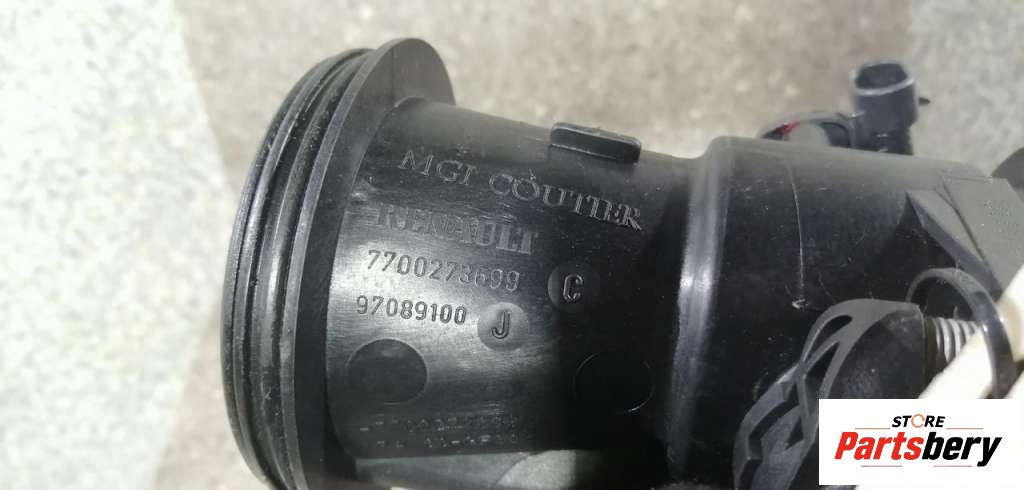 MGI COUTIER
RENAULT
7700273699 C
97089100 J
STORE
Partsbery